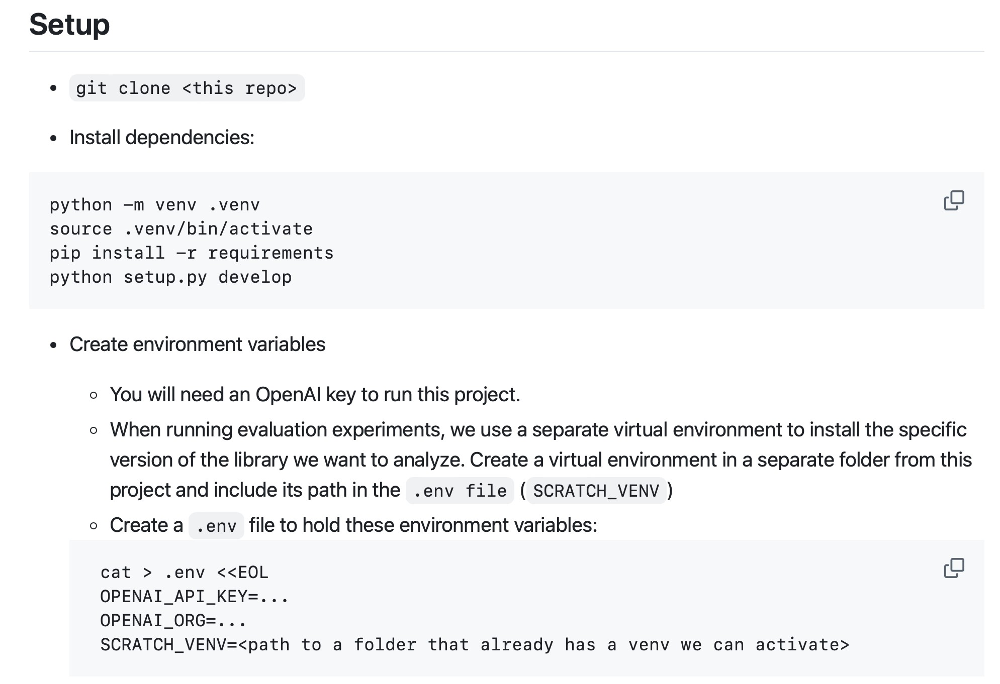 Setup
git clone <this repo>
Install dependencies:
python -m venv .venv
source .venv/bin/activate
pip install -r requirements
python setup.py develop
Create environment variables
You will need an OpenAI key to run this project.
When running evaluation experiments, we use a separate virtual environment to install the specific
version of the library we want to analyze. Create a virtual environment in a separate folder from this
project and include its path in the .env file (SCRATCH_VENV)
Create a .env file to hold these environment variables:
cat > .env <<EOL
OPENAI_API_KEY=...
OPENAI_ORG=...
SCRATCH_VENV=<path to a folder that already has a venv we can activate>